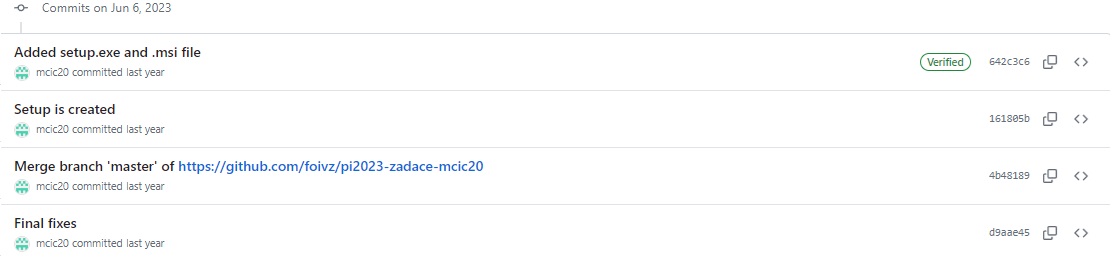 Commits on Jun 6, 2023
Added setup.exe and .msi file
mcic20 committed last year
Verified
642c3c6
Setup is created
mcic20 committed last year
161805b
Merge branch 'master' of https://github.com/foivz/pi2023-zadace-mcic20
mcic20 committed last year
4b48189
Final fixes
mcic20 committed last year
d9aae45